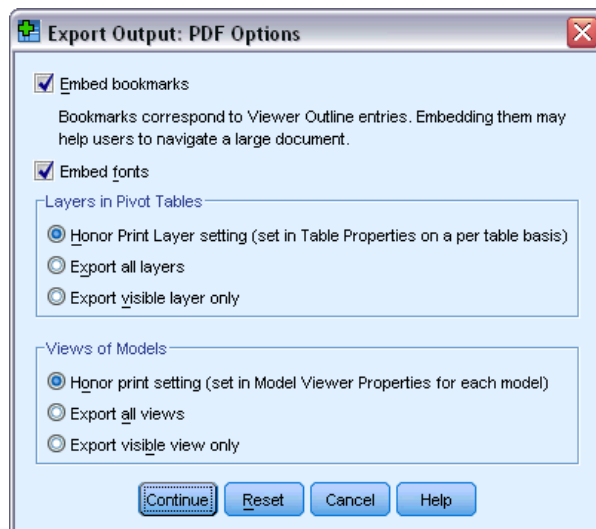 Export Output: PDF Options
Embed bookmarks
Bookmarks correspond to Viewer Outline entries. Embedding them may
help users to navigate a large document.
Embed fonts
Layers in Pivot Tables
Honor Print Layer setting (set in Table Properties on a per table basis)
Export all layers
Export visible layer only
Views of Models
Honor print setting (set in Model Viewer Properties for each model)
Export all views
Export visible view only
Continue Reset Cancel Help